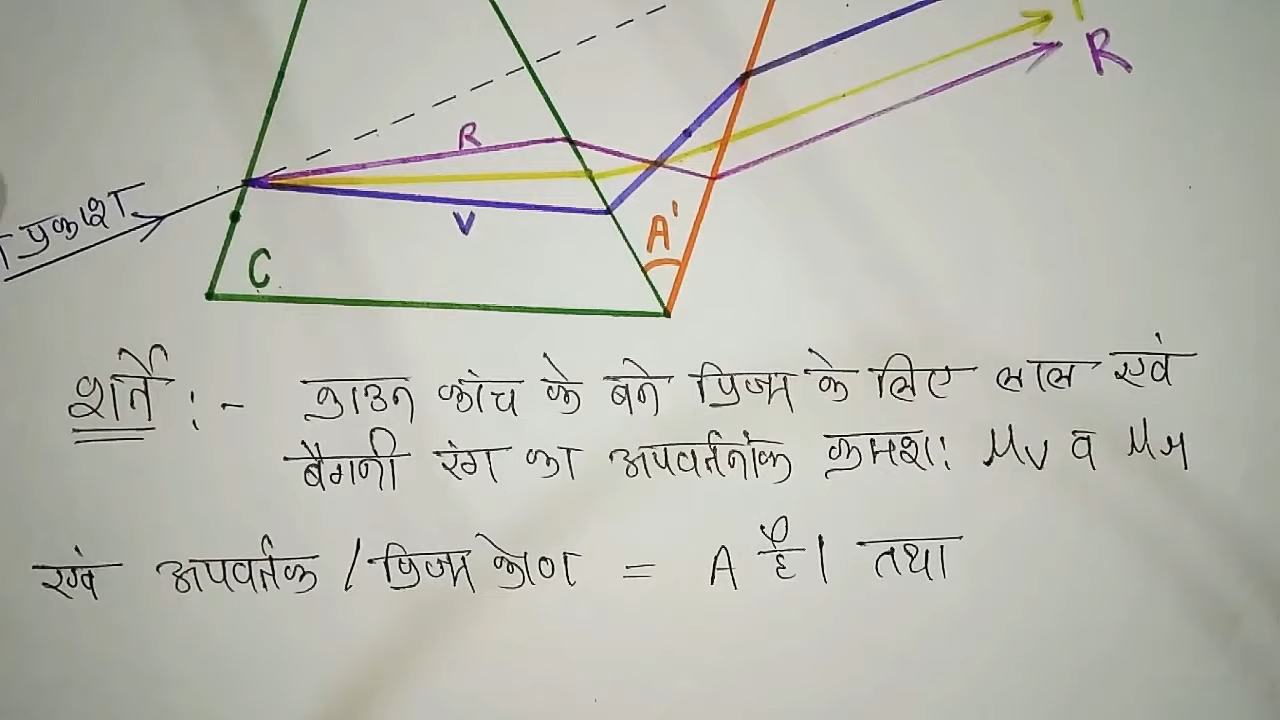 R
R
V
प्रकाश
A'
C
शर्ते :- क्राउन कांच के बने प्रिज्म के लिए लाल एवं
बैगनी रंग का अपवर्तनांक क्रमश: μv व μr
एवं अपवर्तक / प्रिज्म कोण = A है। तथा